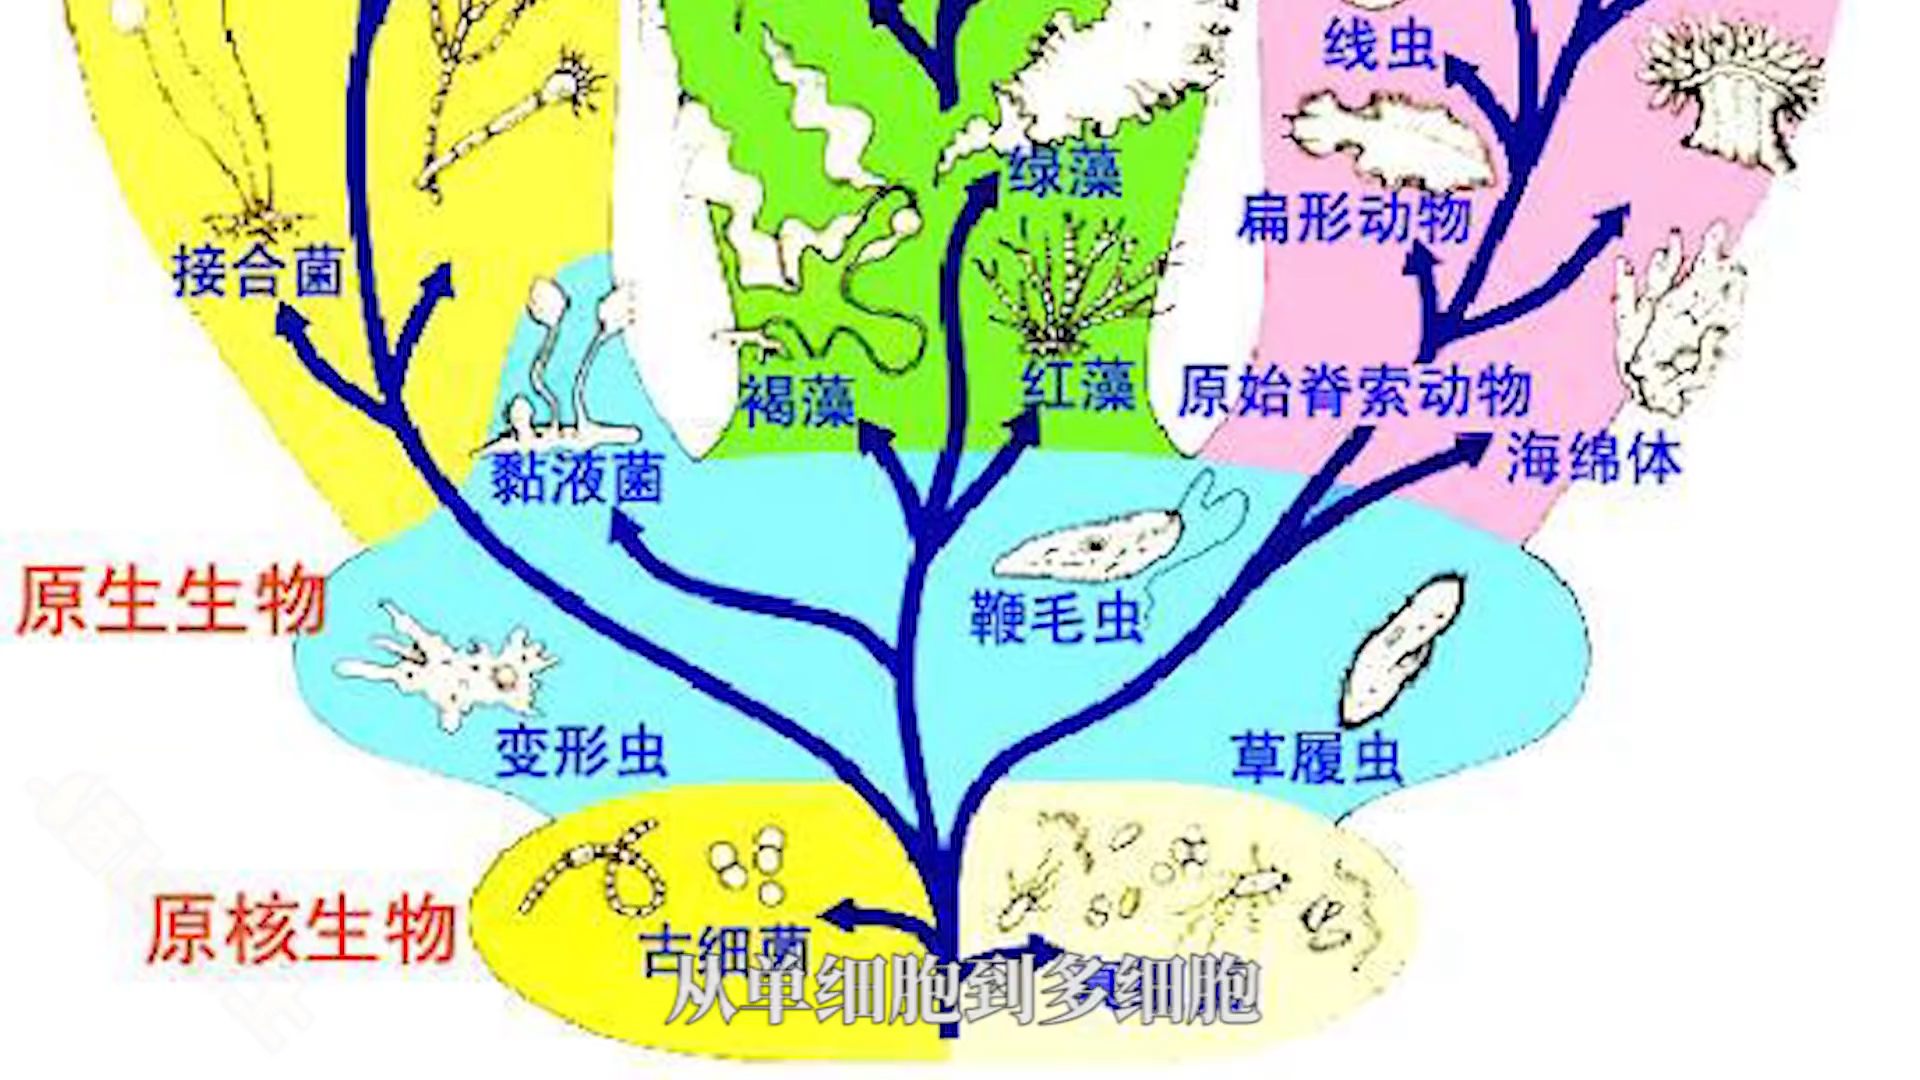 线虫
绿藻
扁形动物
接合菌
褐藻
红藻
原始脊索动物
海绵体
黏液菌
原生生物
鞭毛虫
变形虫
草履虫
原核生物
古细菌
从单细胞到多细胞